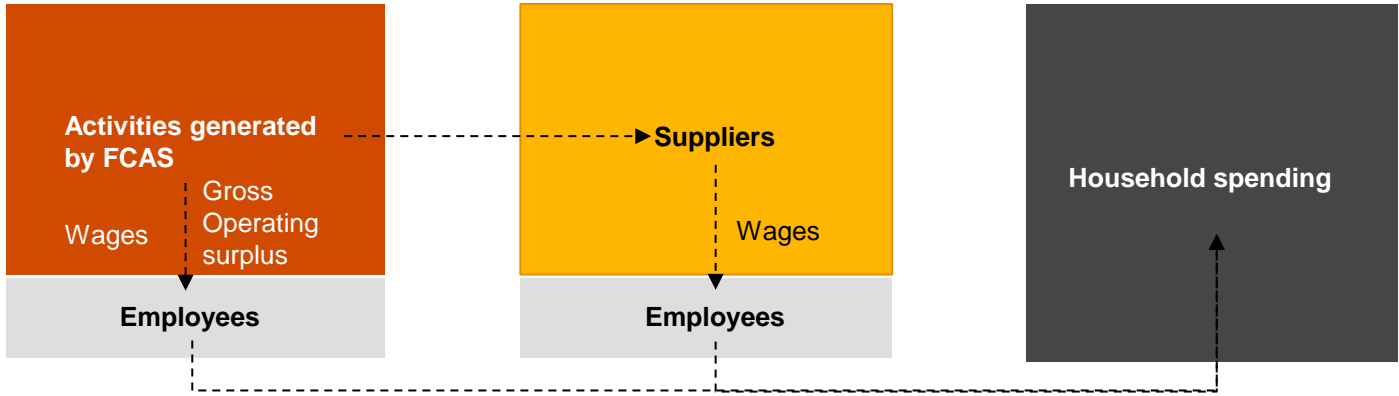 Activities generated
by FCAS
Wages
Gross
Operating
surplus
Employees
Suppliers
Wages
Employees
Household spending